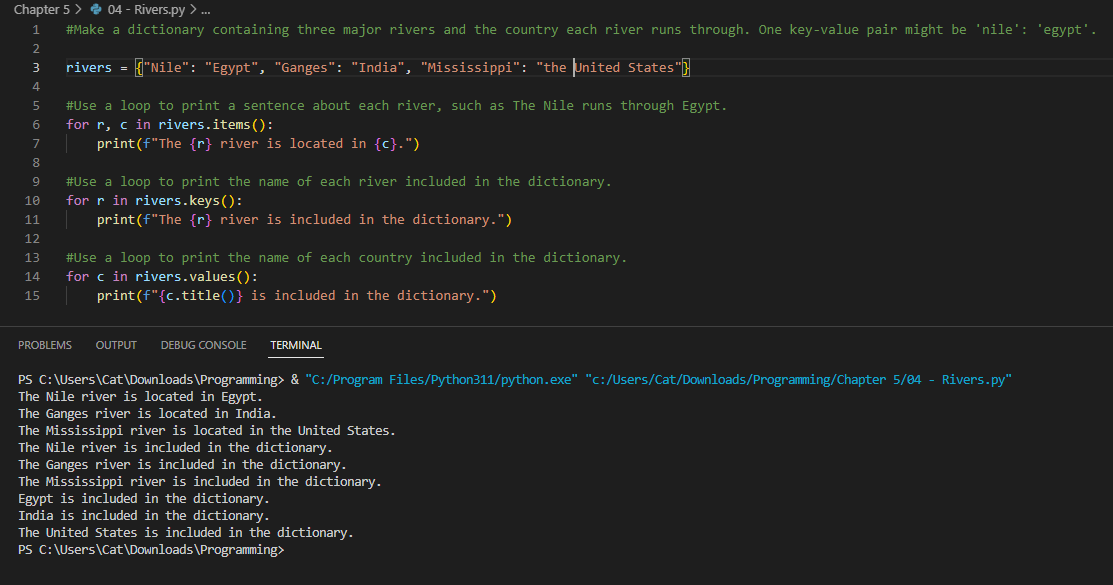 Chapter 5 > 04 - Rivers.py > ...
1 #Make a dictionary containing three major rivers and the country each river runs through. One key-value pair might be 'nile': 'egypt'.
2
3 rivers = {"Nile": "Egypt", "Ganges": "India", "Mississippi": "the United States"}
4
5 #Use a loop to print a sentence about each river, such as The Nile runs through Egypt.
6 for r, c in rivers.items():
7     print(f"The {r} river is located in {c}.")
8
9 #Use a loop to print the name of each river included in the dictionary.
10 for r in rivers.keys():
11     print(f"The {r} river is included in the dictionary.")
12
13 #Use a loop to print the name of each country included in the dictionary.
14 for c in rivers.values():
15     print(f"{c.title()} is included in the dictionary.")
PROBLEMS OUTPUT DEBUG CONSOLE TERMINAL
PS C:\Users\Cat\Downloads\Programming> & "C:/Program Files/Python311/python.exe" "c:/Users/Cat/Downloads/Programming/Chapter 5/04 - Rivers.py"
The Nile river is located in Egypt.
The Ganges river is located in India.
The Mississippi river is located in the United States.
The Nile river is included in the dictionary.
The Ganges river is included in the dictionary.
The Mississippi river is included in the dictionary.
Egypt is included in the dictionary.
India is included in the dictionary.
The United States is included in the dictionary.
PS C:\Users\Cat\Downloads\Programming>